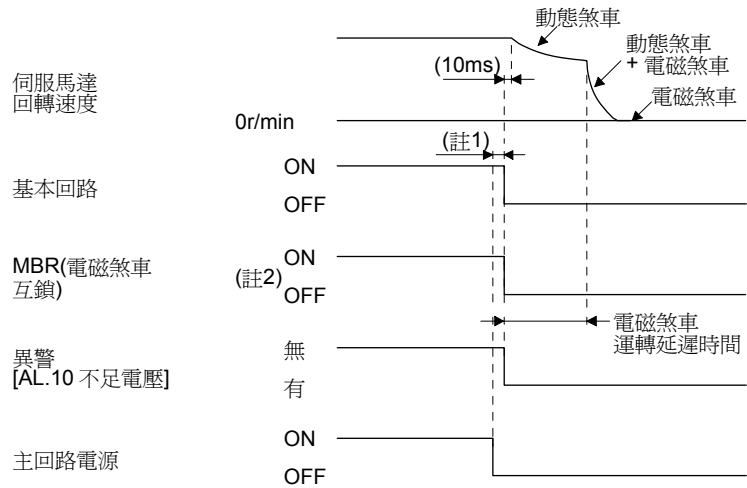 動態煞車
動態煞車
+ 電磁煞車
(10ms)
伺服馬達
回轉速度
電磁煞車
0r/min
(註1)
ON
基本回路
OFF
ON
MBR(電磁煞車
互鎖)
(註2)
OFF
電磁煞車
運轉延遲時間
異警
[AL.10 不足電壓]
無
有
ON
主回路電源
OFF